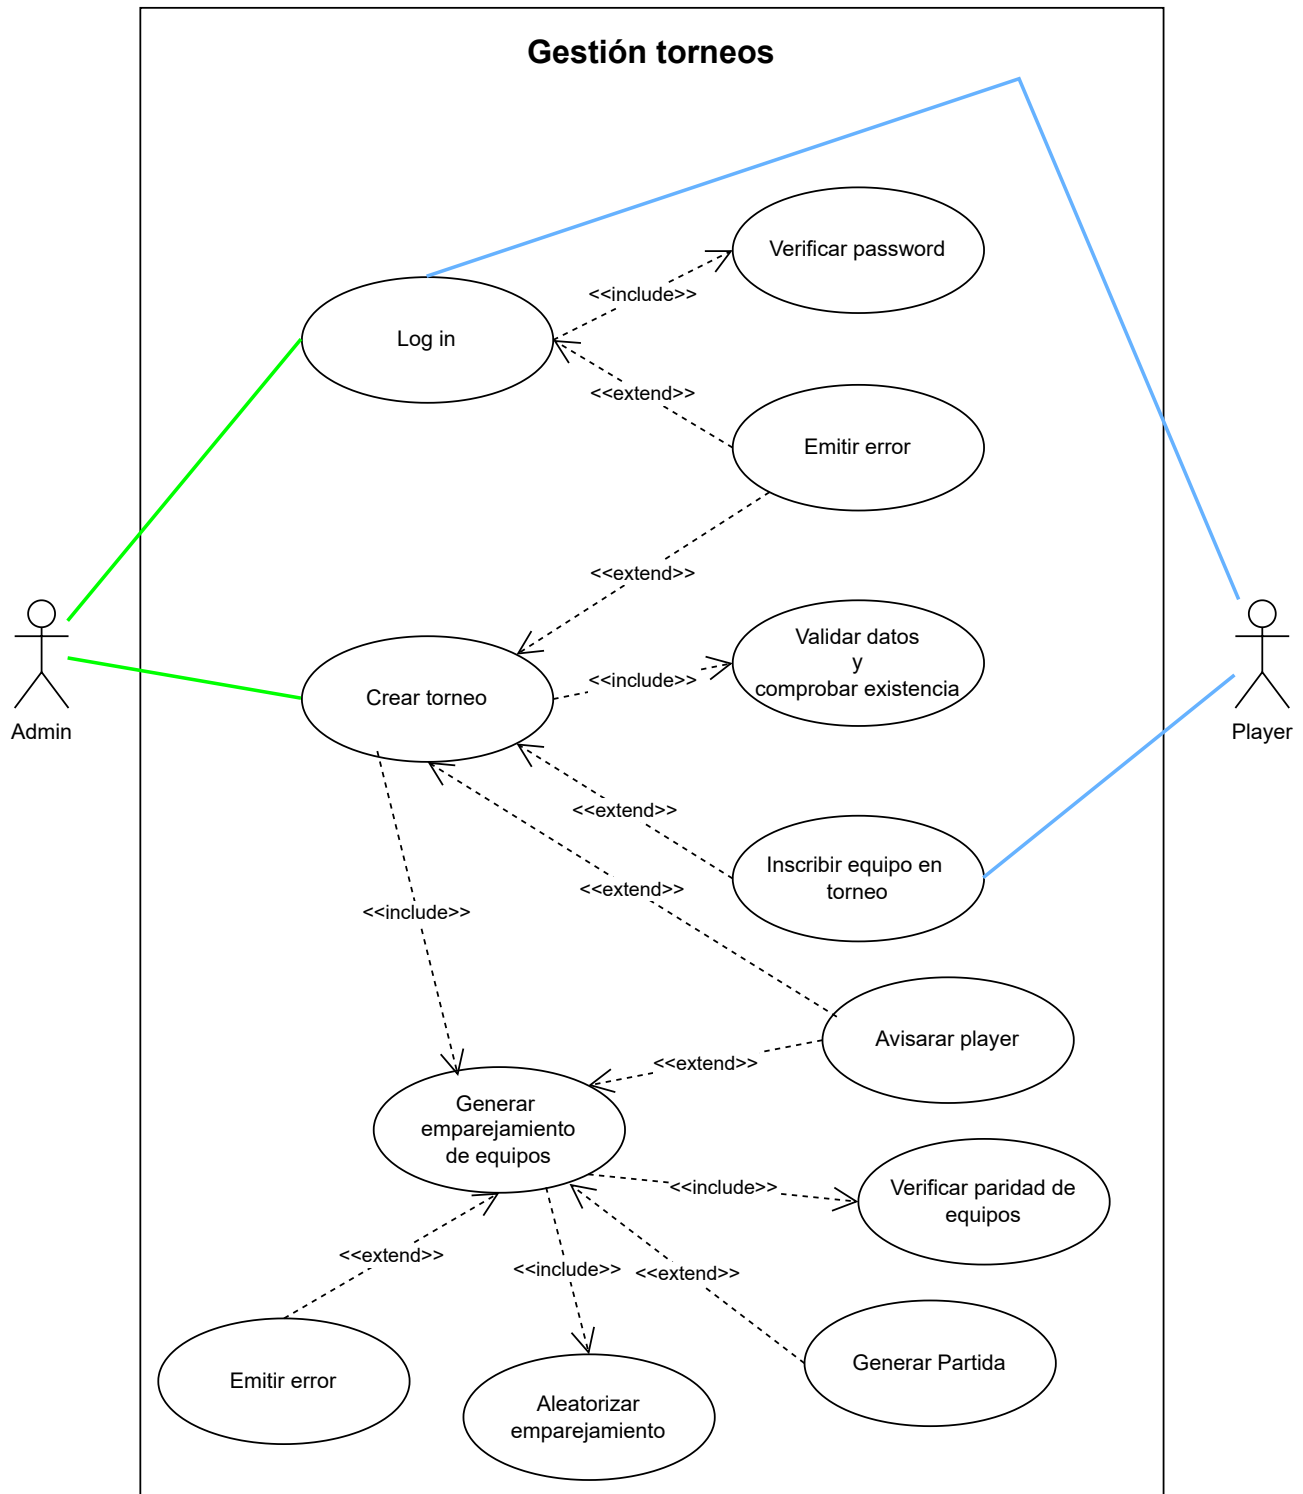 Gestión torneos
Verificar password
<<include>>
Log in
<<extend>>
Emitir error
<<extend>>
Validar datos
y
comprobar existencia
<<include>>
Crear torneo
Admin
Player
<<extend>>
Inscribir equipo en
torneo
<<extend>>
<<include>>
Avisarar player
<<extend>>
Generar
emparejamiento
de equipos
<<include>>
Verificar paridad de
equipos
<<extend>>
<<include>>
<<extend>>
Generar Partida
Emitir error
Aleatorizar
emparejamiento